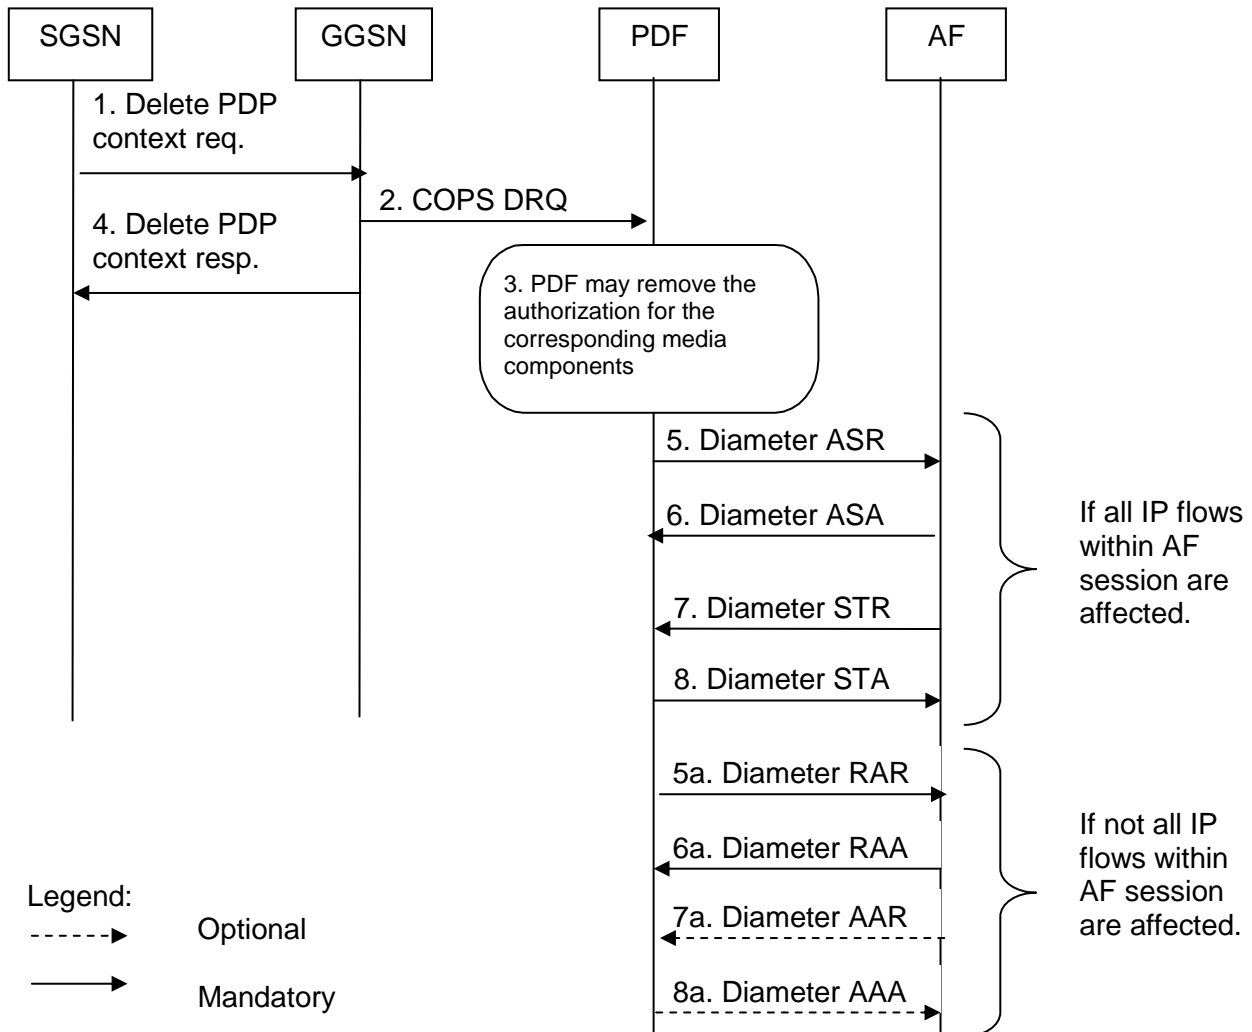 SGSN
GGSN
PDF
AF
1. Delete PDP
context req.
2. COPS DRQ
4. Delete PDP
context resp.
3. PDF may remove the
authorization for the
corresponding media
components
5. Diameter ASR
6. Diameter ASA
7. Diameter STR
8. Diameter STA
If all IP flows
within AF
session are
affected.
5a. Diameter RAR
6a. Diameter RAA
7a. Diameter AAR
8a. Diameter AAA
If not all IP
flows within
AF session
are affected.
Legend:
Optional
Mandatory